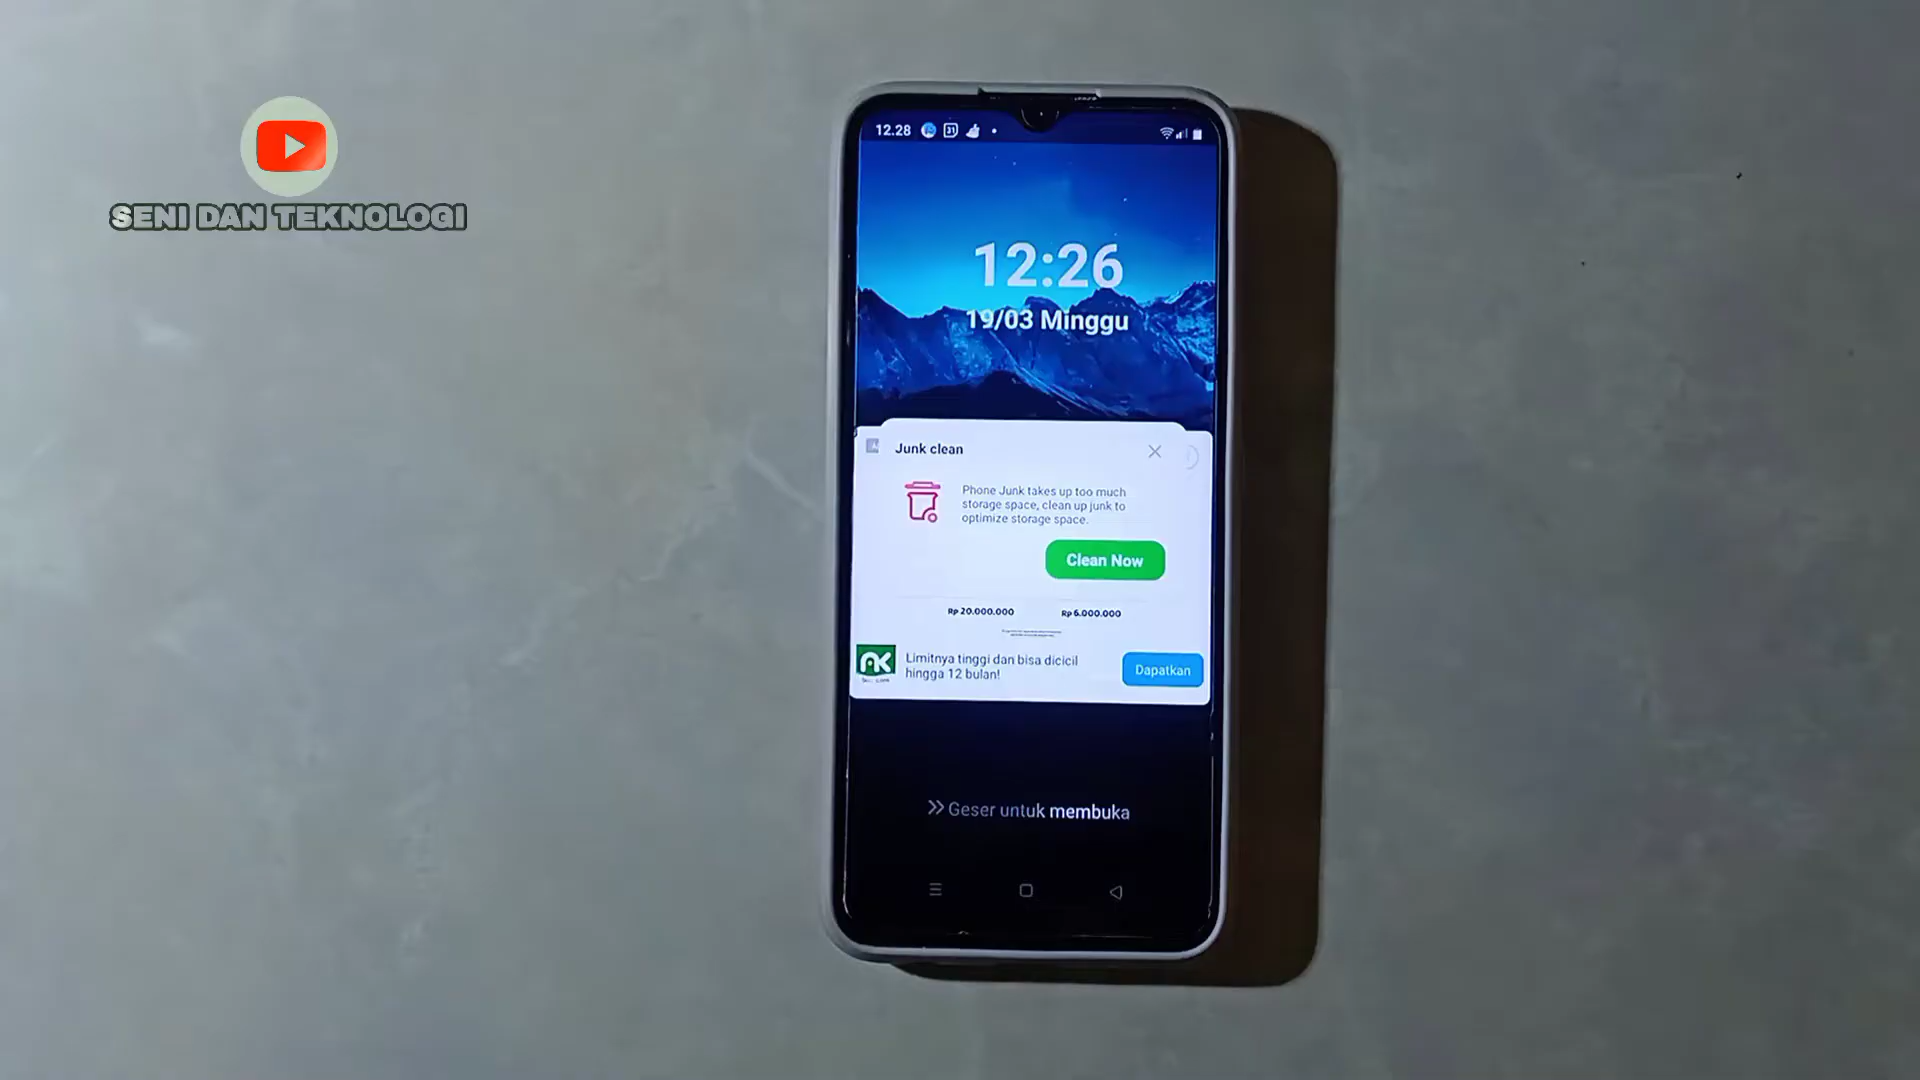 SENI DAN TEKNOLOGI
12.28
31
12:26
19/03 Minggu
Junk clean
Phone Junk takes up too much
storage space, clean up junk to
optimize storage space.
Clean Now
Rp 20.000.000
Rp 6.000.000
AK
Limitnya tinggi dan bisa dicicil
hingga 12 bulan!
Dapatkan
Geser untuk membuka